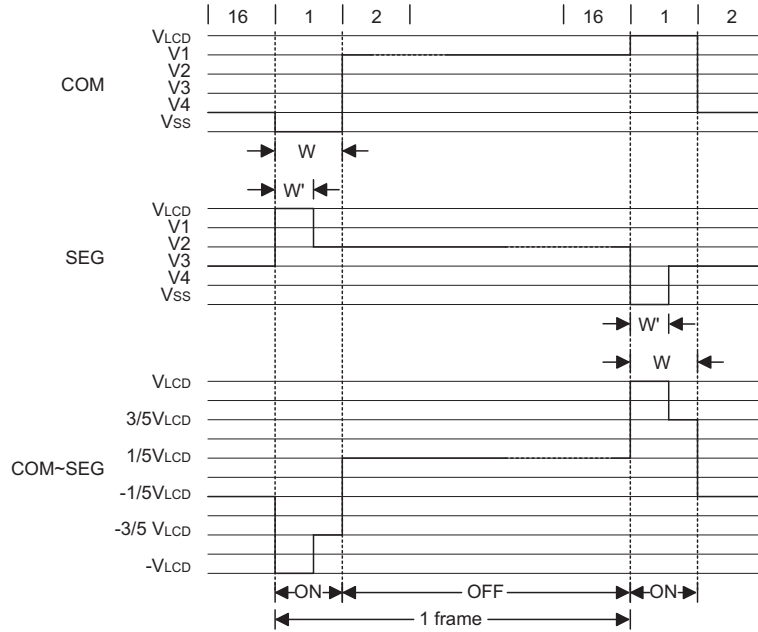 16 1 2 16 1 2
VLCD
V1
V2
V3
V4
VSS
COM
W
W'
VLCD
V1
V2
V3
V4
VSS
SEG
W'
W
VLCD
3/5VLCD
1/5VLCD
-1/5VLCD
-3/5 VLCD
-VLCD
COM~SEG
ON OFF ON
1 frame